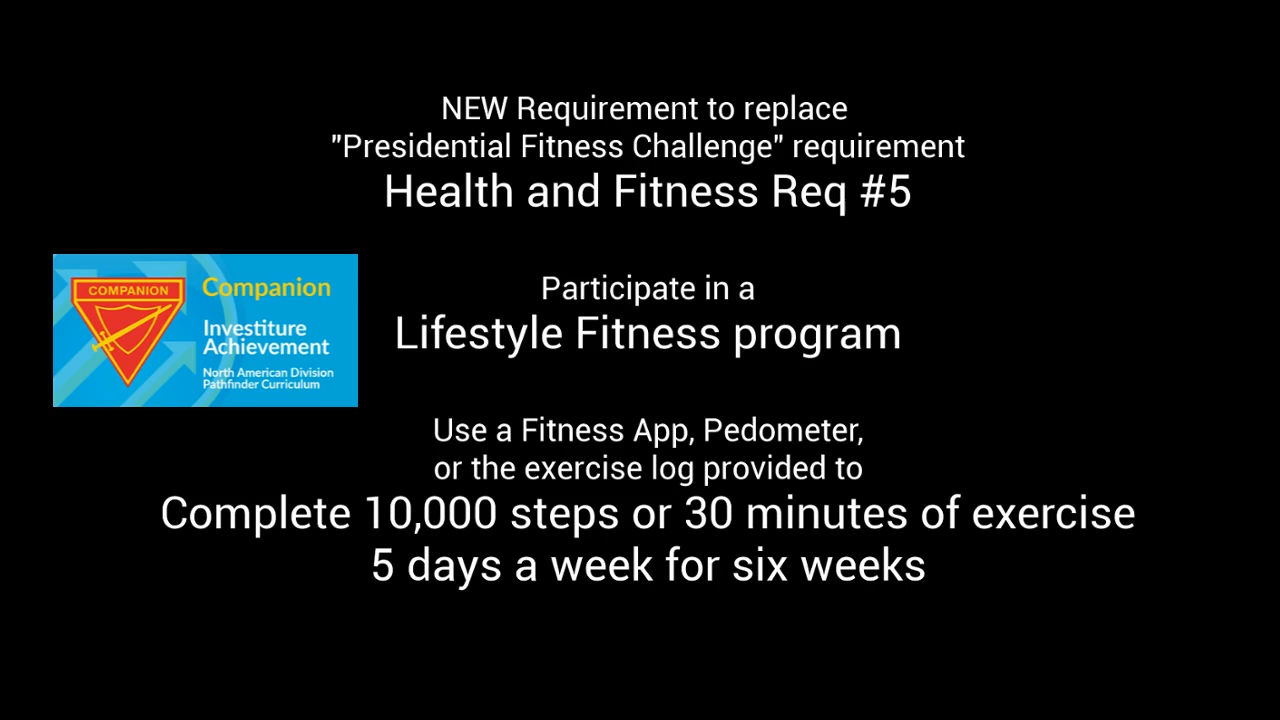 NEW Requirement to replace
"Presidential Fitness Challenge" requirement
Health and Fitness Req #5
COMPANION
Companion
Investiture
Achievement
North American Division
Pathfinder Curriculum
Participate in a
Lifestyle Fitness program
Use a Fitness App, Pedometer,
or the exercise log provided to
Complete 10,000 steps or 30 minutes of exercise
5 days a week for six weeks